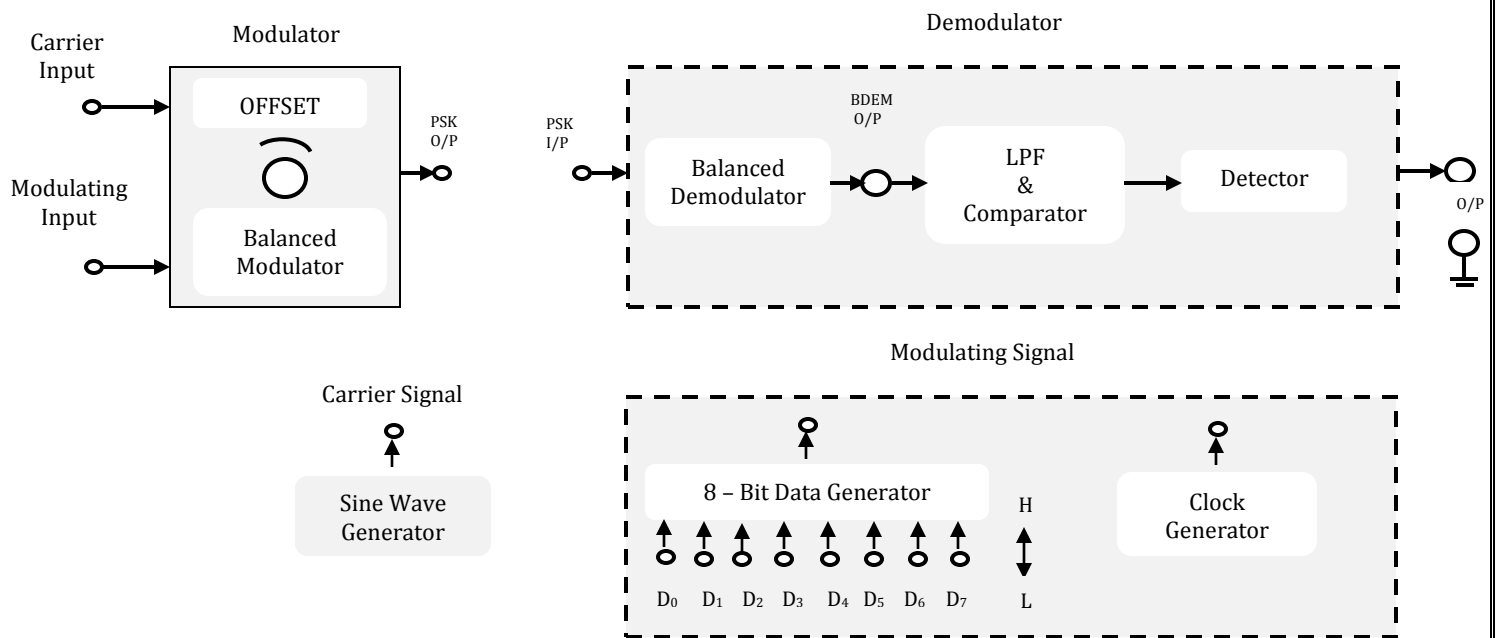 Modulator
Demodulator
Carrier
Input
OFFSET
Modulating
Input
Balanced
Modulator
PSK
O/P
PSK
I/P
Balanced
Demodulator
BDEM
O/P
LPF
&
Comparator
Detector
O/P
Modulating Signal
Carrier Signal
Sine Wave
Generator
8 – Bit Data Generator
D₀ D₁ D₂ D₃ D₄ D₅ D₆ D₇
H
L
Clock
Generator